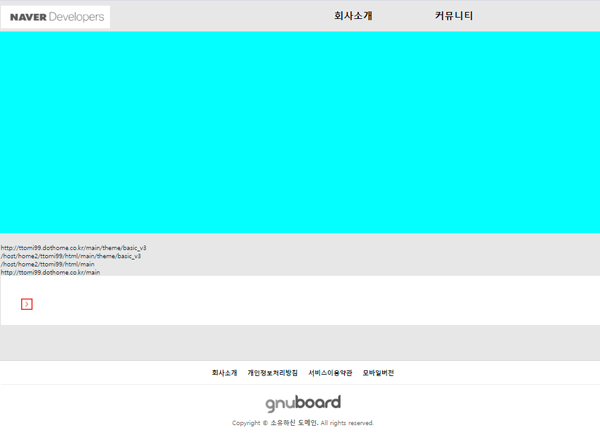 NAVER Developers
회사소개 커뮤니티
http://ttomi99.dothome.co.kr/main/theme/basic_v3
/host/home2/ttomi99/html/main/theme/basic_v3
/host/home2/ttomi99/html/main
http://ttomi99.dothome.co.kr/main
회사소개 개인정보처리방침 서비스이용약관 모바일버전
gnuboard
Copyright © 소유하신 도메인. All rights reserved.